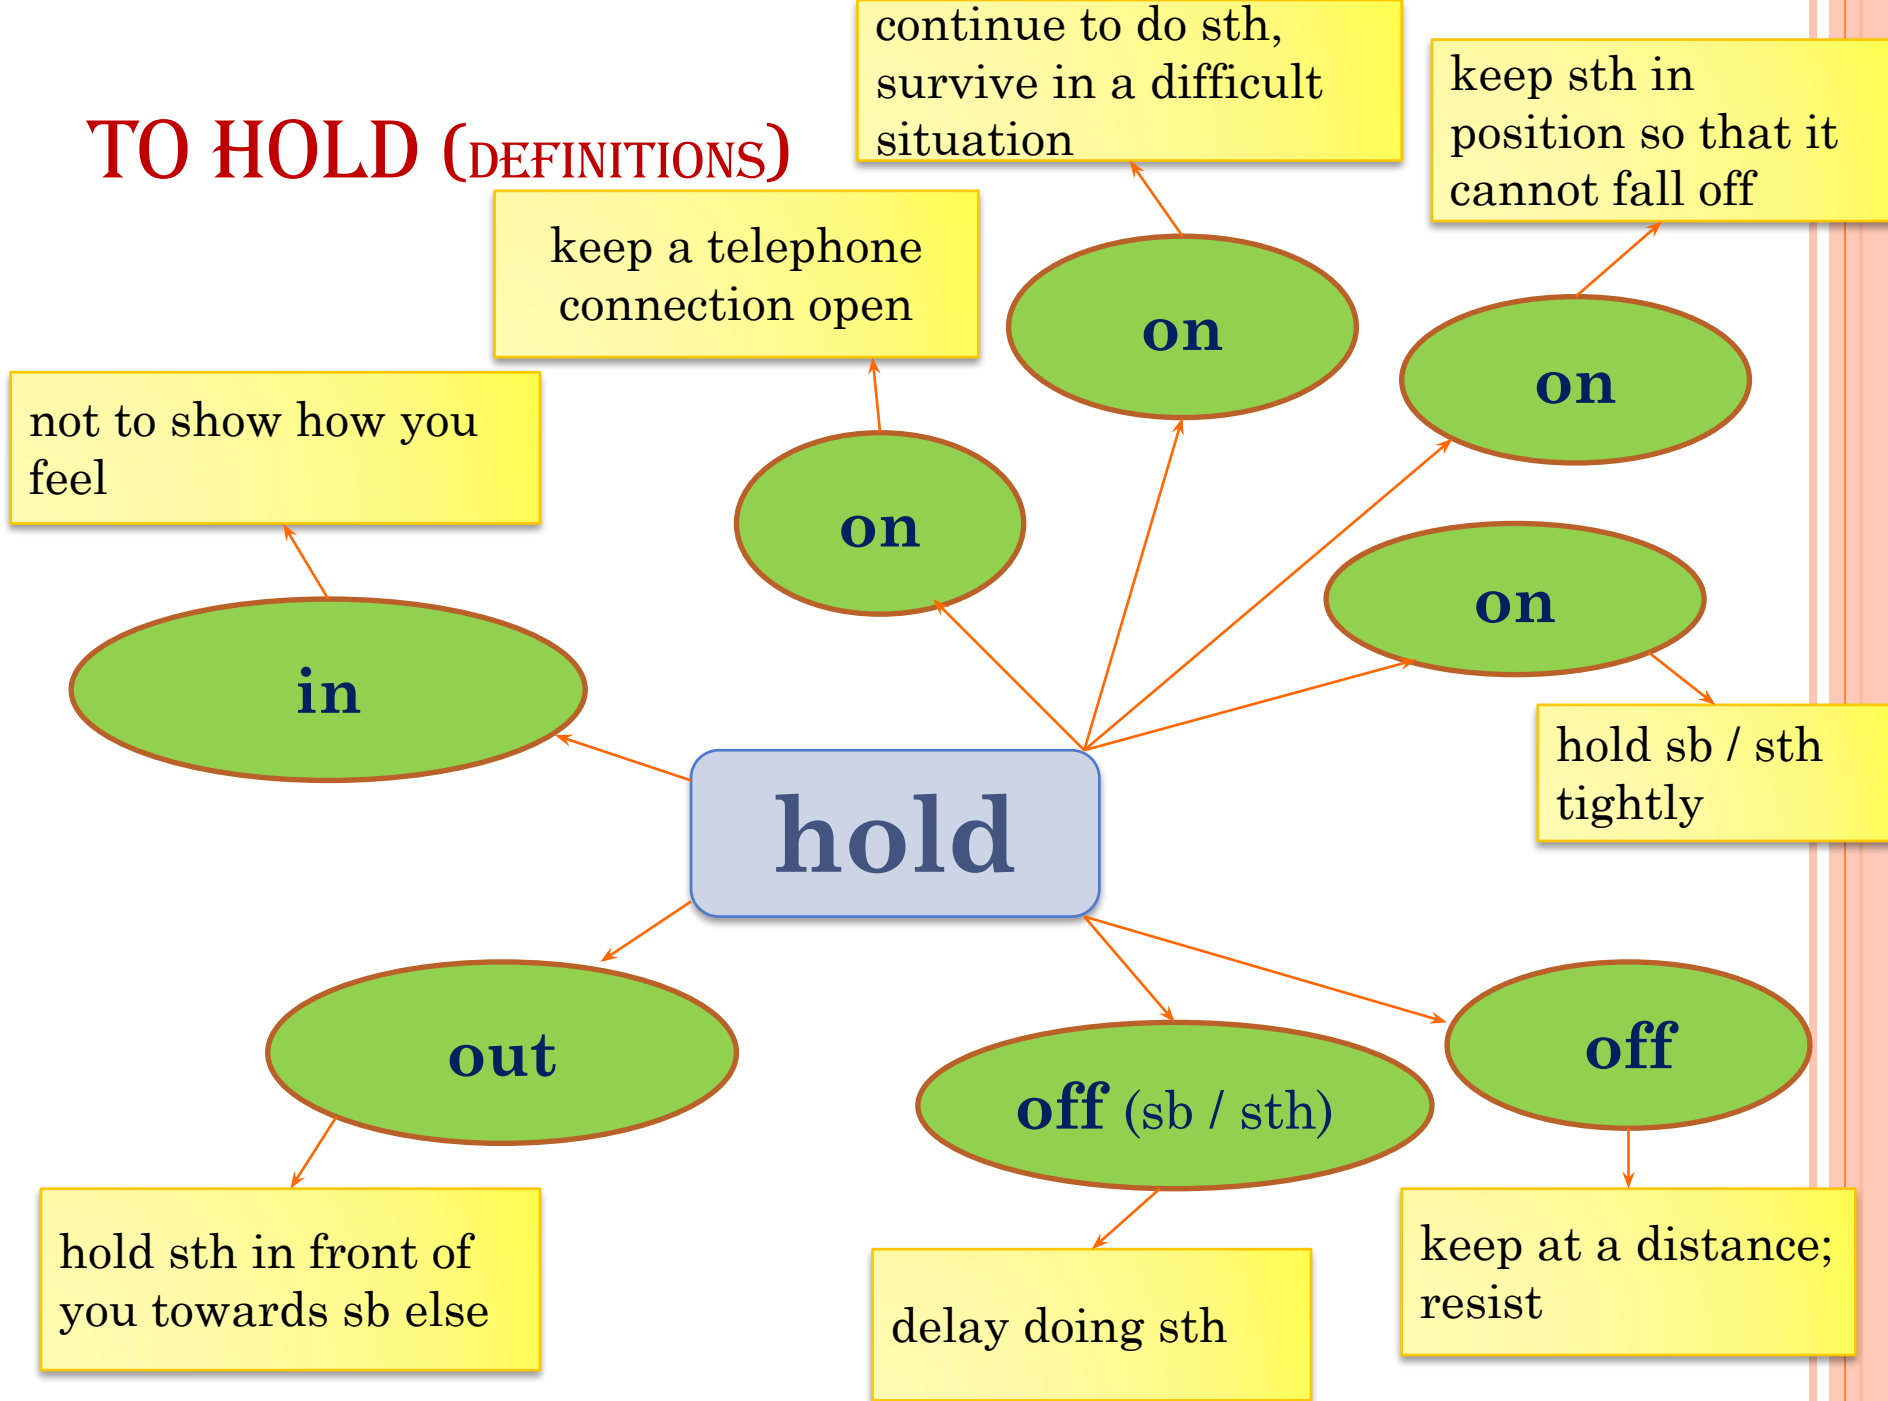 TO HOLD (DEFINITIONS)
continue to do sth,
survive in a difficult
situation
keep sth in
position so that it
cannot fall off
keep a telephone
connection open
on
on
not to show how you
feel
on
on
in
hold sb / sth
tightly
hold
out
off (sb / sth)
off
hold sth in front of
you towards sb else
delay doing sth
keep at a distance;
resist